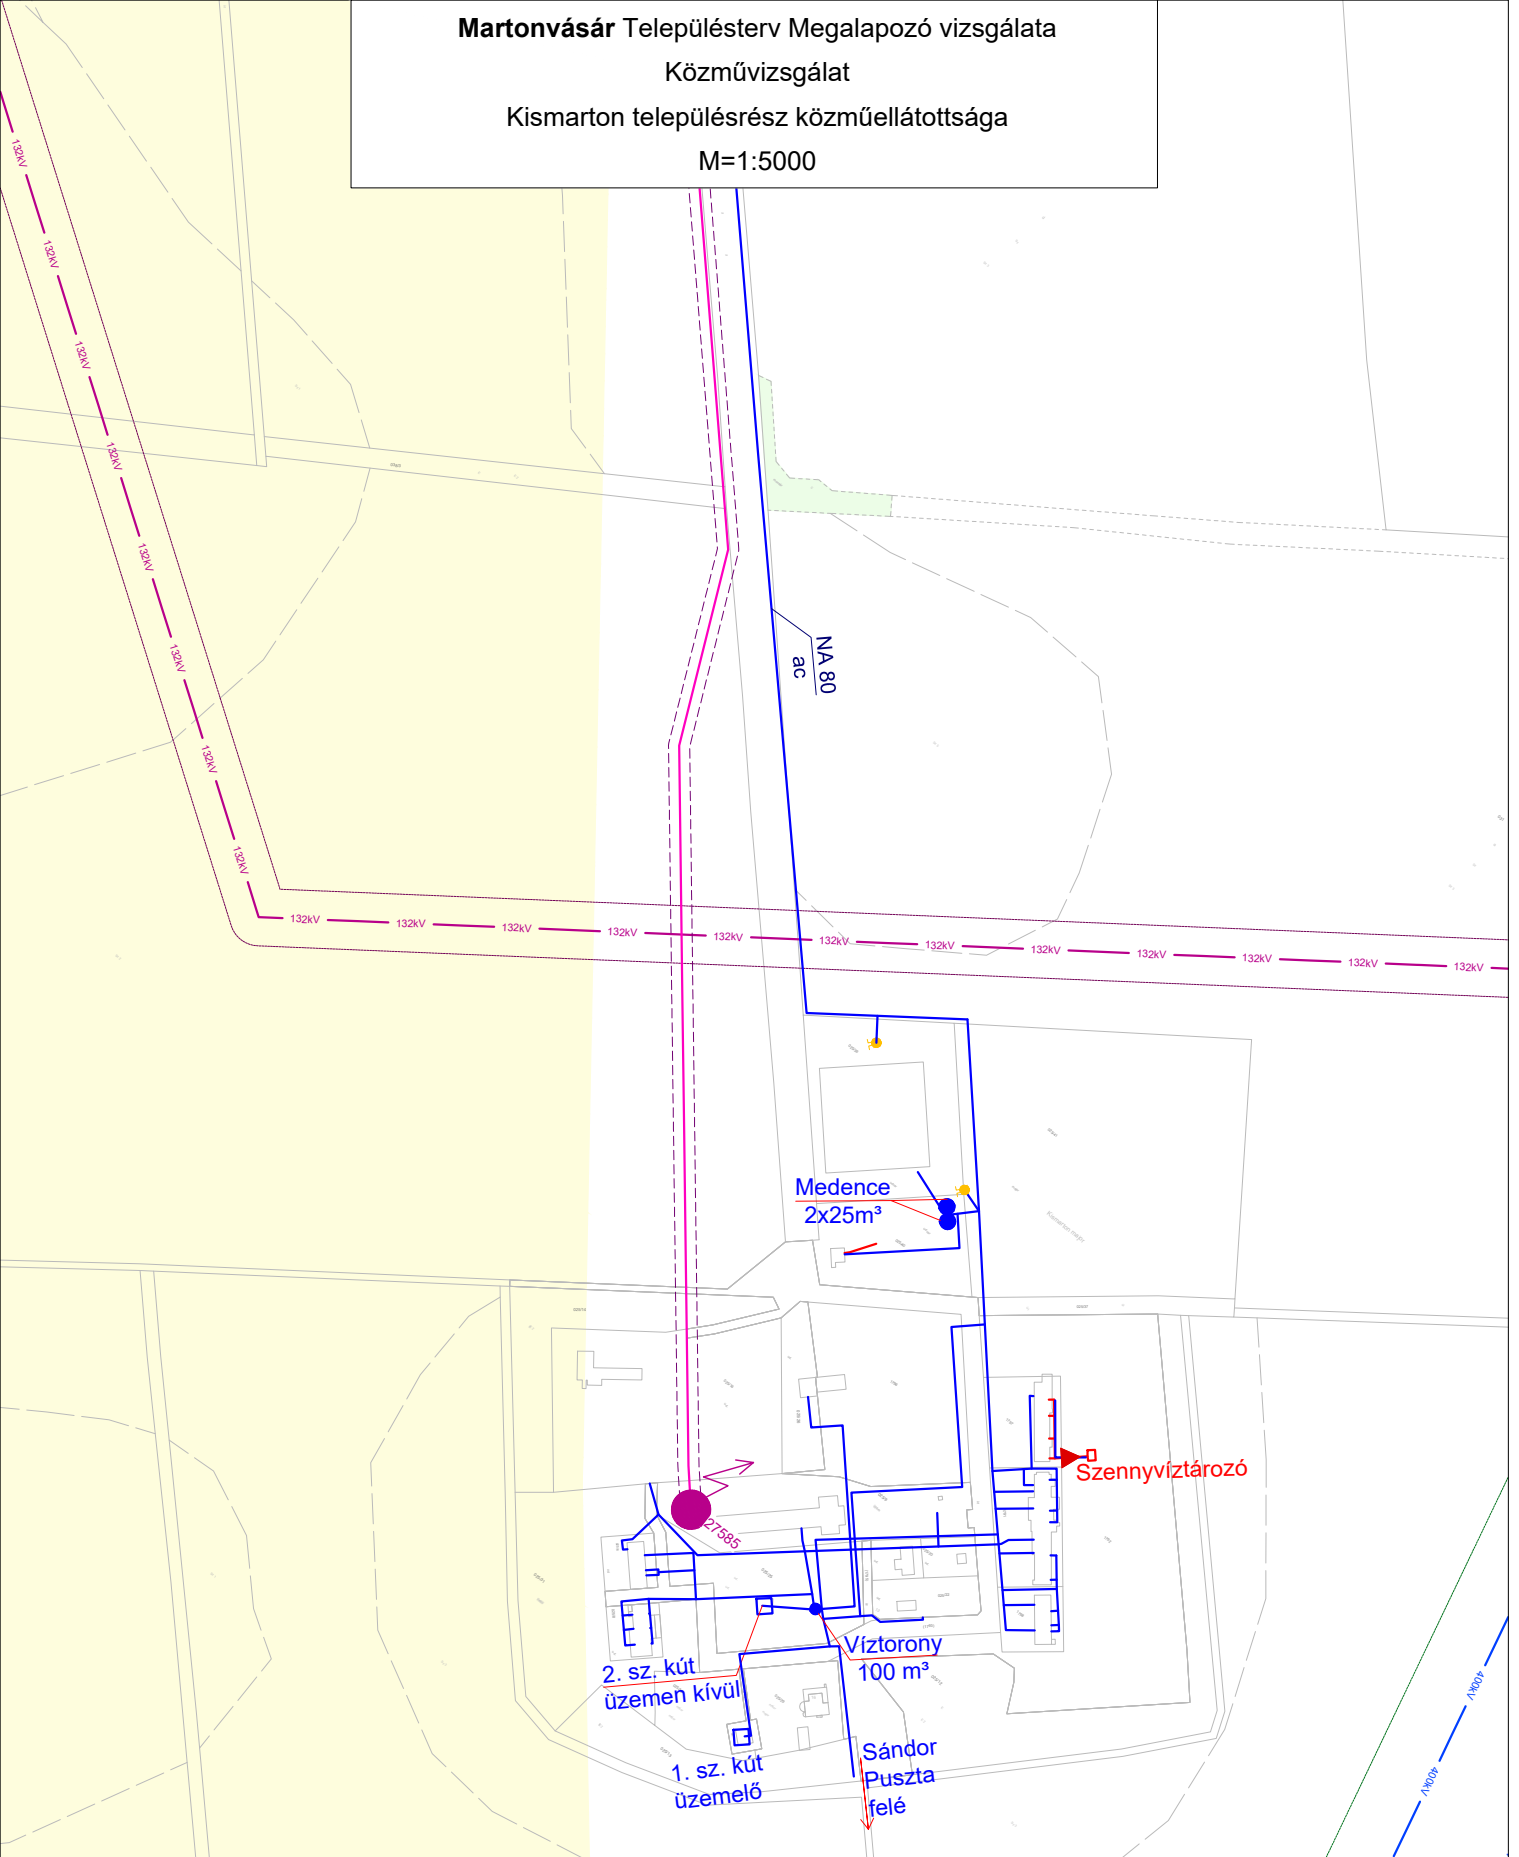 Martonvásár Településterv Megalapozó vizsgálata
Közművizsgálat
Kismarton településrész közműellátottsága
M=1:5000
132kV
132kV
132kV
132kV
132kV
132kV
132kV
132kV
NA 80
ac
132kV
132kV
132kV
132kV
132kV
132kV
132kV
132kV
132kV
132kV
132kV
132kV
Medence
2x25m³
Kismarton major
Szennyvíztározó
27585
Víztorony
100 m³
2. sz. kút
üzemen kívül
1. sz. kút
üzemelő
Sándor
Puszta
felé
400kV
400kV